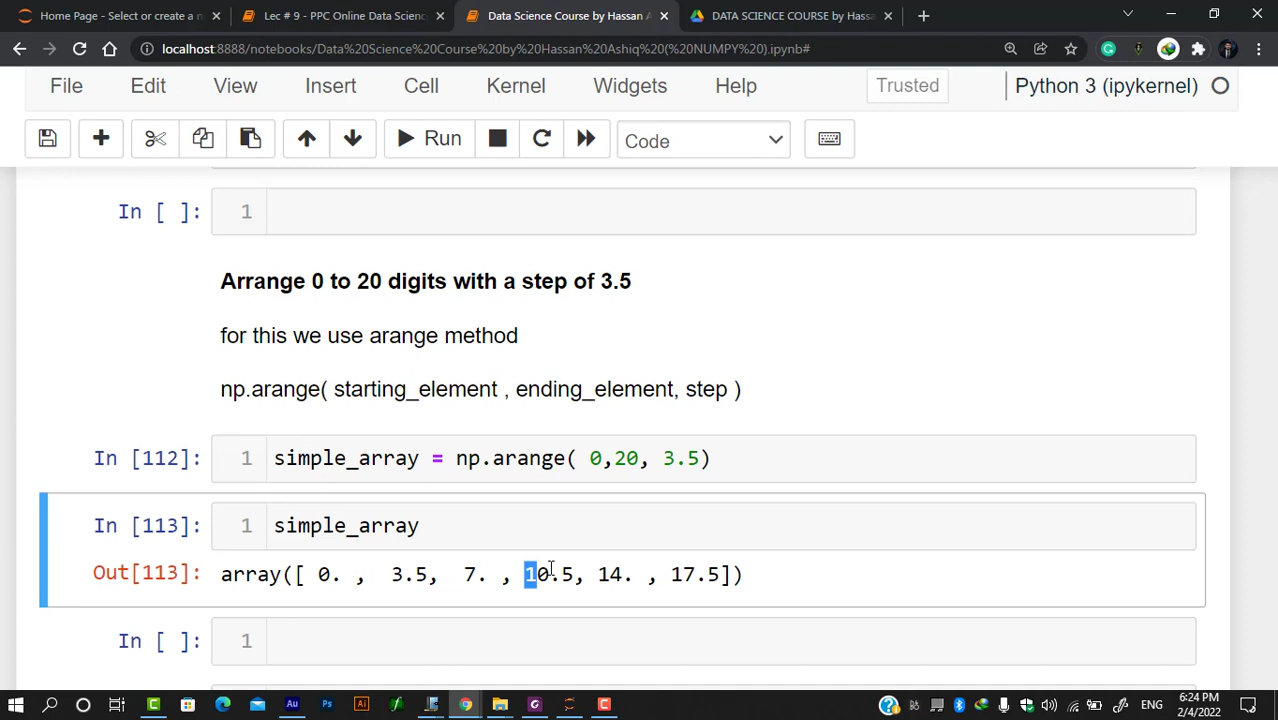 Home Page - Select or create a n
Lec # 9 - PPC Online Data Scienc
Data Science Course by Hassan A
DATA SCIENCE COURSE by Hass
localhost:8888/notebooks/Data%20Science%20Course%20by%20Hassan%20Ashiq%20(%20NUMPY%20).ipynb#
File Edit View Insert Cell Kernel Widgets Help Trusted Python 3 (ipykernel)
Run Code
In [ ]: 1
Arrange 0 to 20 digits with a step of 3.5
for this we use arange method
np.arange( starting_element , ending_element, step )
In [112]: 1 simple_array = np.arange( 0,20, 3.5)
In [113]: 1 simple_array
Out[113]: array([ 0. , 3.5, 7. , 10.5, 14. , 17.5])
In [ ]: 1
Au Ps Ai ENG 6:24 PM
2/4/2022